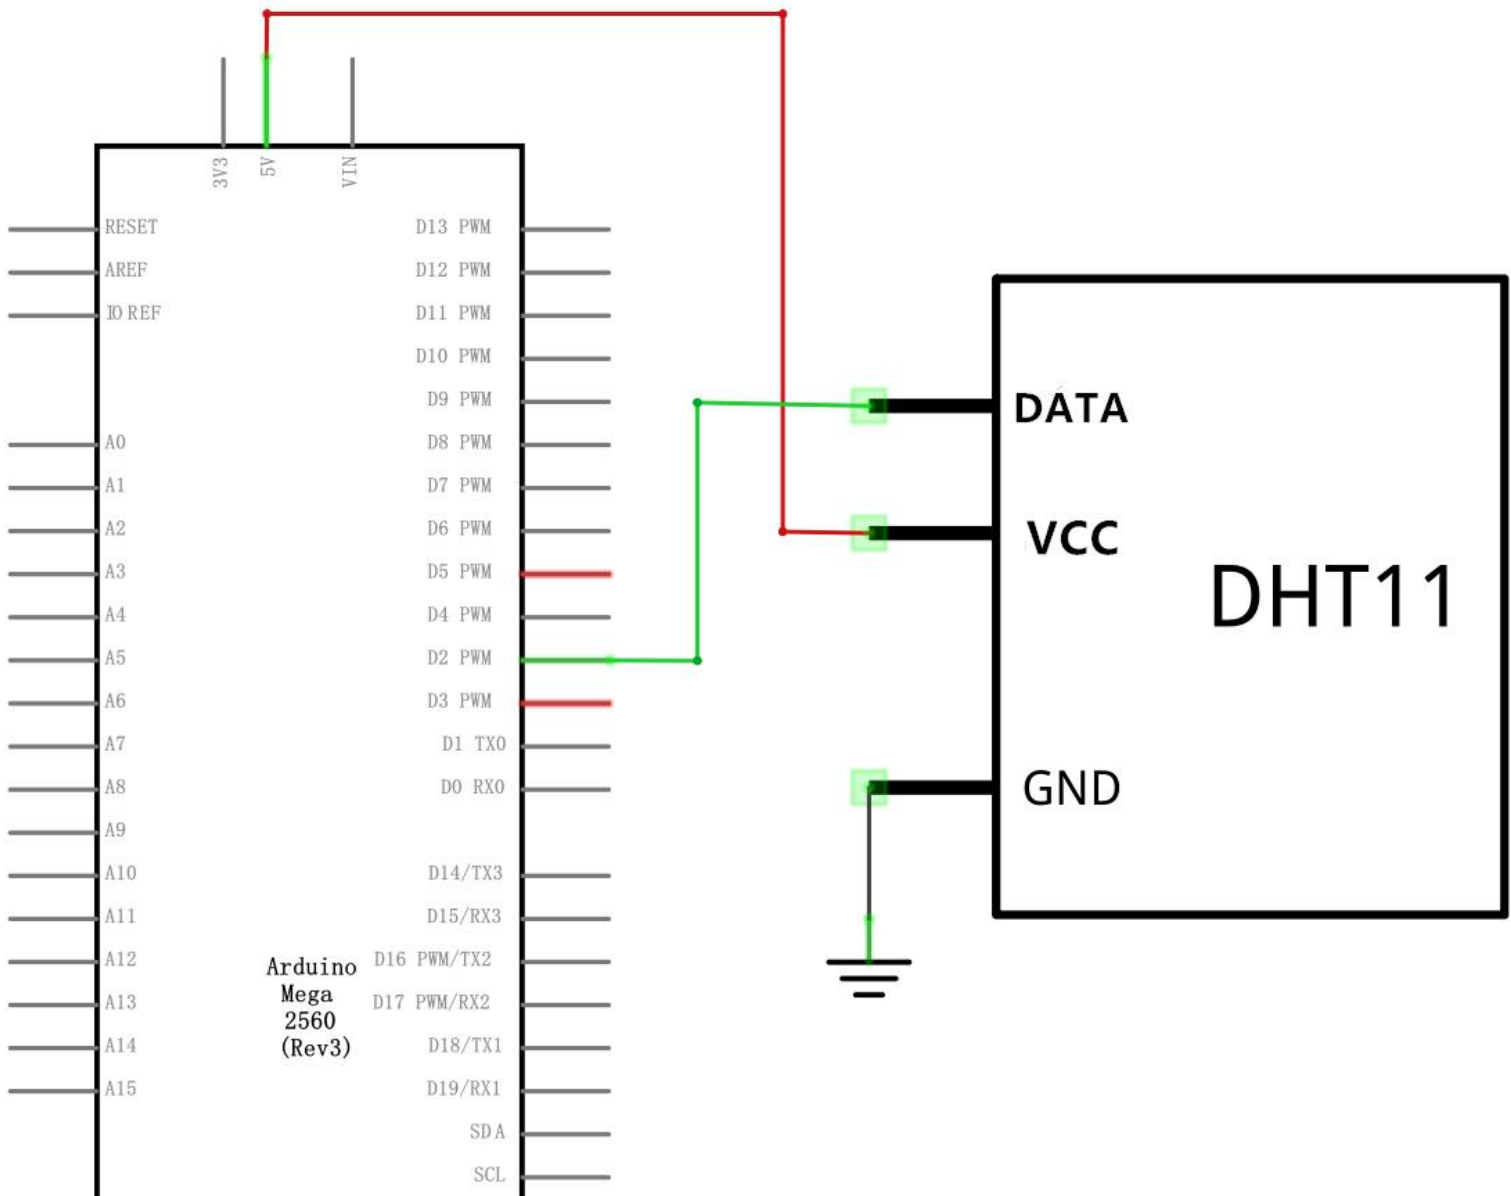 3V3
5V
VIN
RESET
AREF
IO REF
A0
A1
A2
A3
A4
A5
A6
A7
A8
A9
A10
A11
A12
A13
A14
A15
D13 PWM
D12 PWM
D11 PWM
D10 PWM
D9 PWM
D8 PWM
D7 PWM
D6 PWM
D5 PWM
D4 PWM
D2 PWM
D3 PWM
D1 TX0
D0 RX0
D14/TX3
D15/RX3
D16 PWM/TX2
D17 PWM/RX2
D18/TX1
D19/RX1
SDA
SCL
Arduino
Mega
2560
(Rev3)
DATA
VCC
DHT11
GND